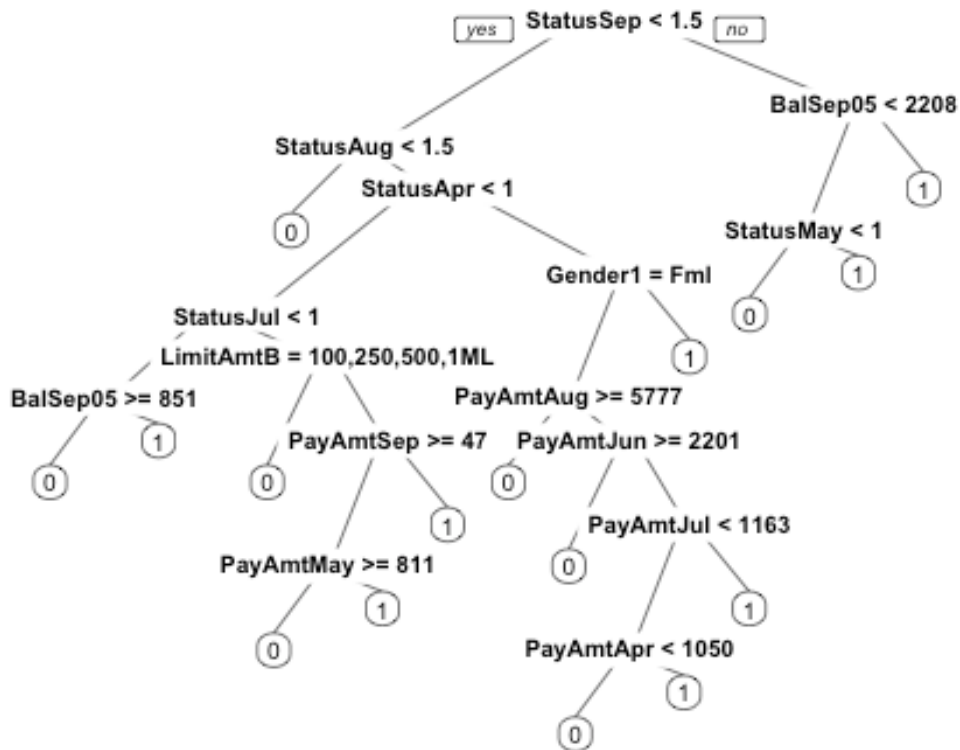 yes StatusSep < 1.5 no
BalSep05 < 2208
StatusAug < 1.5
1
StatusApr < 1
0
StatusMay < 1
Gender1 = Fml
1
0
StatusJul < 1
1
LimitAmtB = 100,250,500,1ML
BalSep05 >= 851
PayAmtAug >= 5777
1
PayAmtSep >= 47
PayAmtJun >= 2201
0
0
0
1
PayAmtJul < 1163
PayAmtMay >= 811
0
1
1
0
PayAmtApr < 1050
1
0